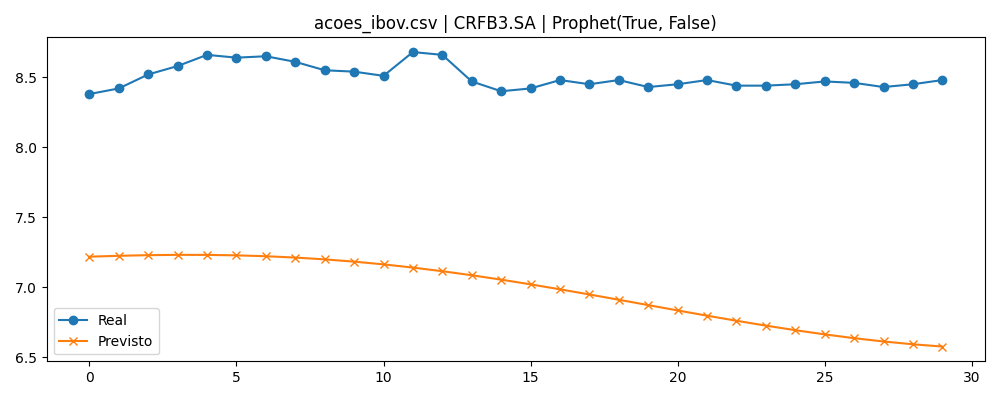 acoes_ibov.csv | CRFB3.SA | Prophet(True, False)
8.5
8.0
7.5
7.0
6.5
Real
Previsto
0 5 10 15 20 25 30